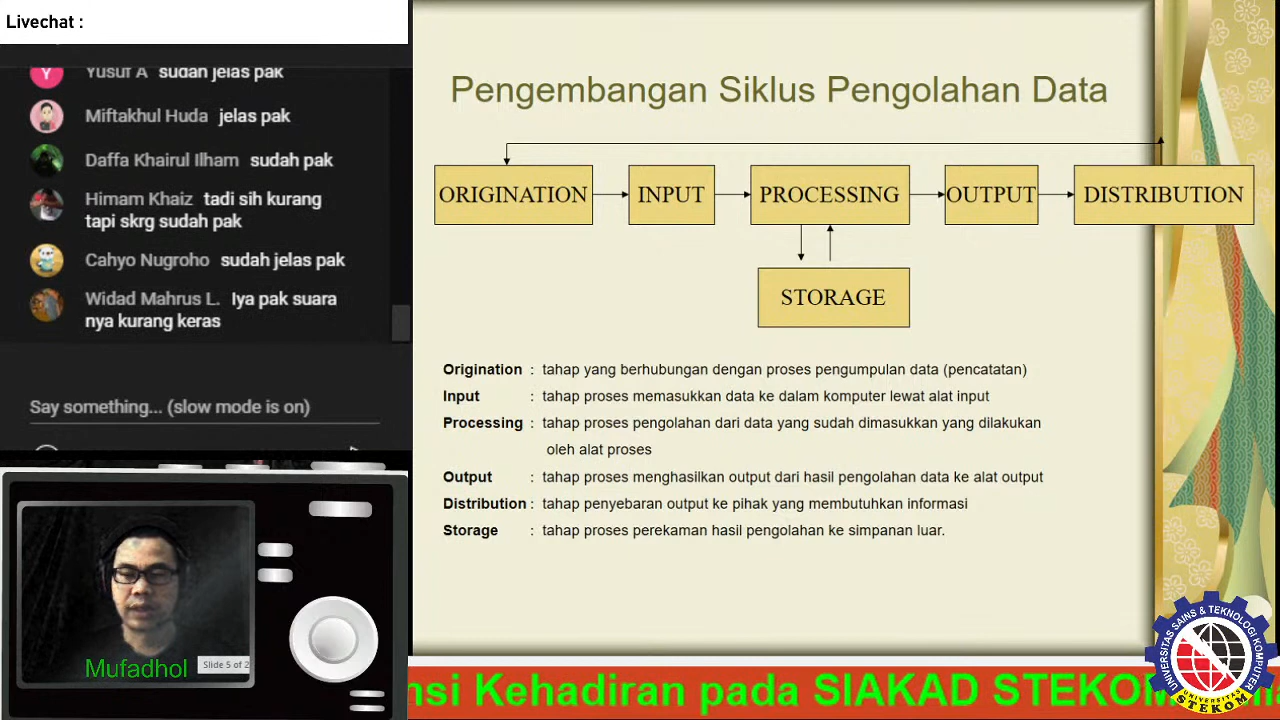 Livechat :
Yusuf A sudah jelas pak
Miftakhul Huda jelas pak
Daffa Khairul Ilham sudah pak
Himam Khaiz tadi sih kurang
tapi skrg sudah pak
Cahyo Nugroho sudah jelas pak
Widad Mahrus L. Iya pak suara
nya kurang keras
Say something... (slow mode is on)
Mufadhol
Slide 5 of 2
Pengembangan Siklus Pengolahan Data
ORIGINATION INPUT PROCESSING OUTPUT DISTRIBUTION
STORAGE
Origination : tahap yang berhubungan dengan proses pengumpulan data (pencatatan)
Input : tahap proses memasukkan data ke dalam komputer lewat alat input
Processing : tahap proses pengolahan dari data yang sudah dimasukkan yang dilakukan
oleh alat proses
Output : tahap proses menghasilkan output dari hasil pengolahan data ke alat output
Distribution : tahap penyebaran output ke pihak yang membutuhkan informasi
Storage : tahap proses perekaman hasil pengolahan ke simpanan luar.
nsi Kehadiran pada SIAKAD STEKOM
UNIVERSITAS SAINS & TEKNOLOGI KOMPUTER
UNIVERSITAS
STEKOM